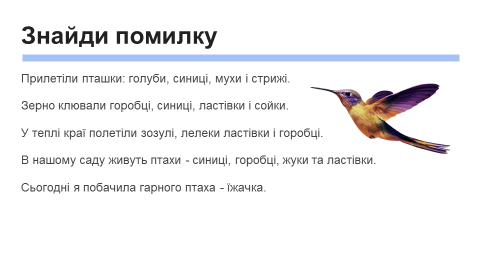 Знайди помилку
Прилетіли пташки: голуби, синиці, мухи і стрижі.
Зерно клювали горобці, синиці, ластівки і сойки.
У теплі краї полетіли зозулі, лелеки ластівки і горобці.
В нашому саду живуть птахи - синиці, горобці, жуки та ластівки.
Сьогодні я побачила гарного птаха - їжачка.